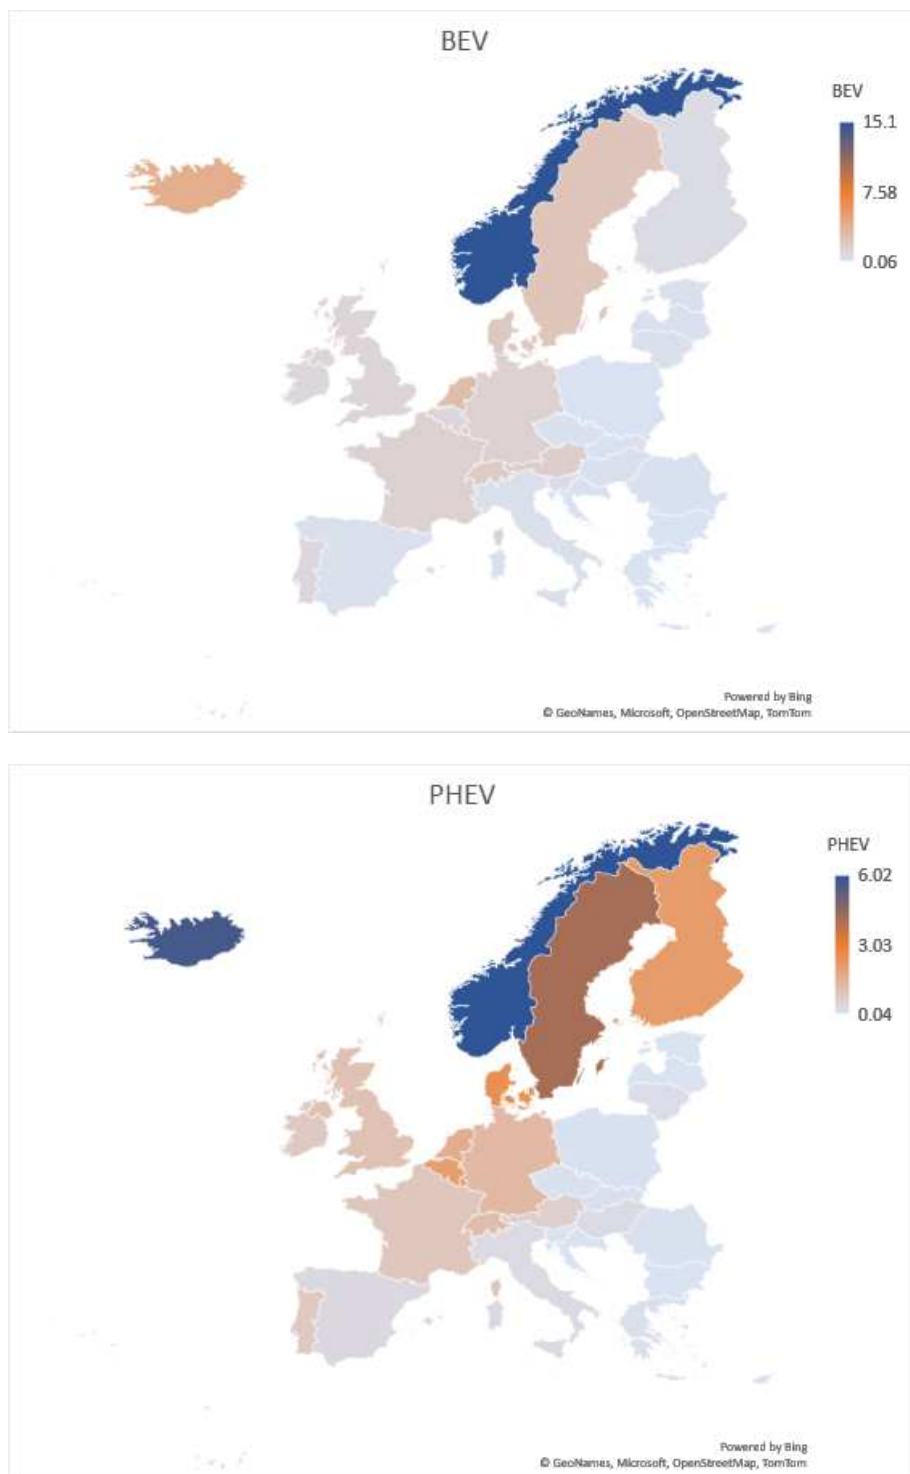 BEV
BEV
15.1
7.58
0.06
Powered by Bing
© GeoNames, Microsoft, OpenStreetMap, TomTom
PHEV
PHEV
6.02
3.03
0.04
Powered by Bing
© GeoNames, Microsoft, OpenStreetMap, TomTom